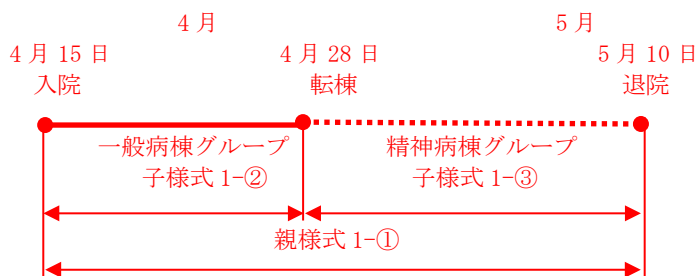 4月 5月
4月15日 4月28日 5月10日
入院 転棟 退院
一般病棟グループ 精神病棟グループ
子様式1-② 子様式1-③
親様式1-①